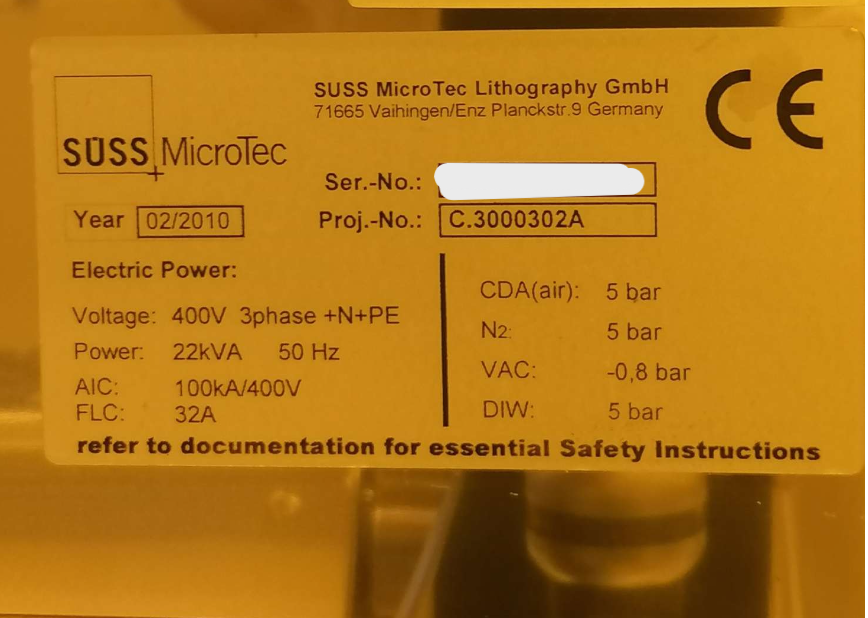 SUSS MicroTec Lithography GmbH
71665 Vaihingen/Enz Planckstr.9 Germany
CE
SÜSS MicroTec
Ser.-No.:
Year 02/2010
Proj.-No.: C.3000302A
Electric Power:
Voltage: 400V 3phase +N+PE
Power: 22kVA 50 Hz
AIC: 100kA/400V
FLC: 32A
CDA(air): 5 bar
N2: 5 bar
VAC: -0,8 bar
DIW: 5 bar
refer to documentation for essential Safety Instructions